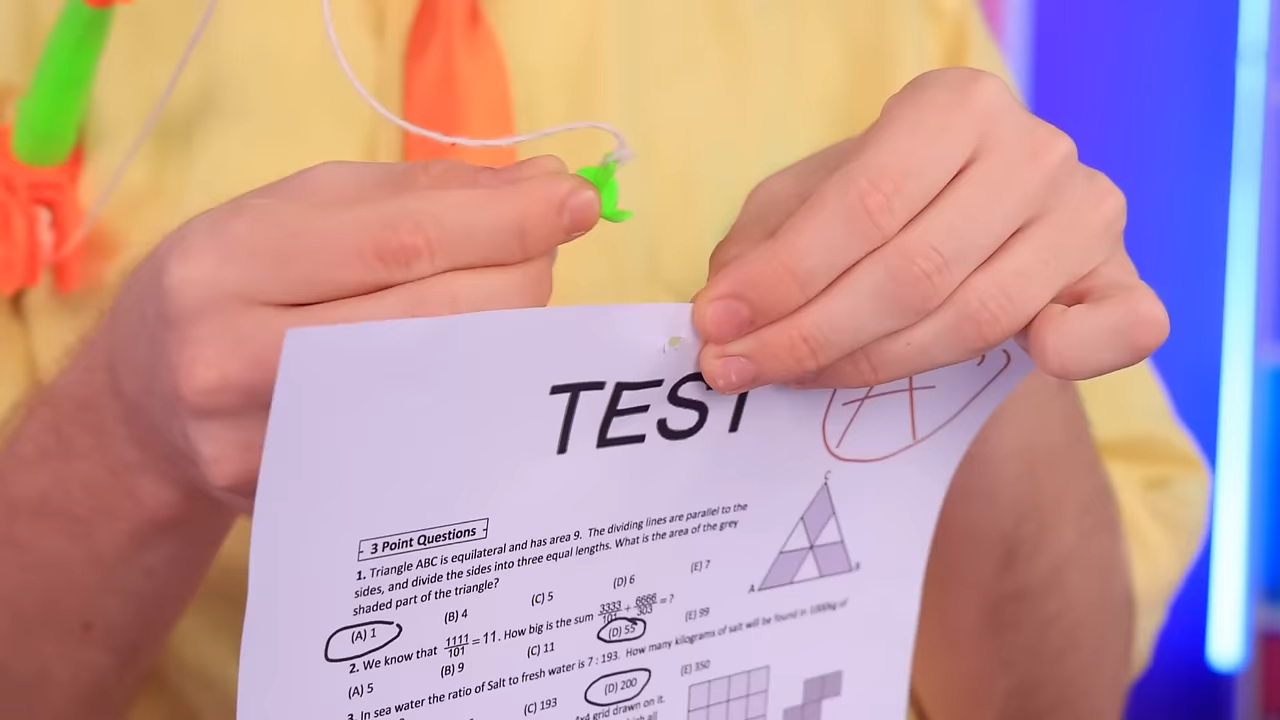 TEST
A
C
3 Point Questions
1. Triangle ABC is equilateral and has area 9. The dividing lines are parallel to the
sides, and divide the sides into three equal lengths. What is the area of the grey
shaded part of the triangle?
A B
(A) 1 (B) 4 (C) 5 (D) 6 (E) 7
2. We know that 1111/101 = 11. How big is the sum 3333/101 + 6666/303 = ?
(A) 5 (B) 9 (C) 11 (D) 55 (E) 99
3. In sea water the ratio of Salt to fresh water is 7 : 193. How many kilograms of salt will be found in 1000kg of
(C) 193 (D) 200 (E) 350
4x4 grid drawn on it.
all